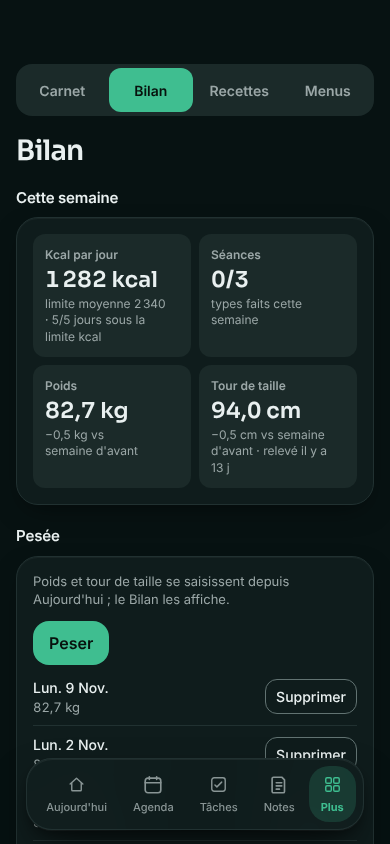 Carnet
Bilan
Recettes
Menus
Bilan
Cette semaine
Kcal par jour
1 282 kcal
limite moyenne 2 340
· 5/5 jours sous la
limite kcal
Séances
0/3
types faits cette
semaine
Poids
82,7 kg
−0,5 kg vs
semaine d'avant
Tour de taille
94,0 cm
−0,5 cm vs semaine
d'avant · relevé il y a
13 j
Pesée
Poids et tour de taille se saisissent depuis
Aujourd'hui ; le Bilan les affiche.
Peser
Lun. 9 Nov.
82,7 kg
Supprimer
Lun. 2 Nov.
Supprimer
Aujourd'hui
Agenda
Tâches
Notes
Plus